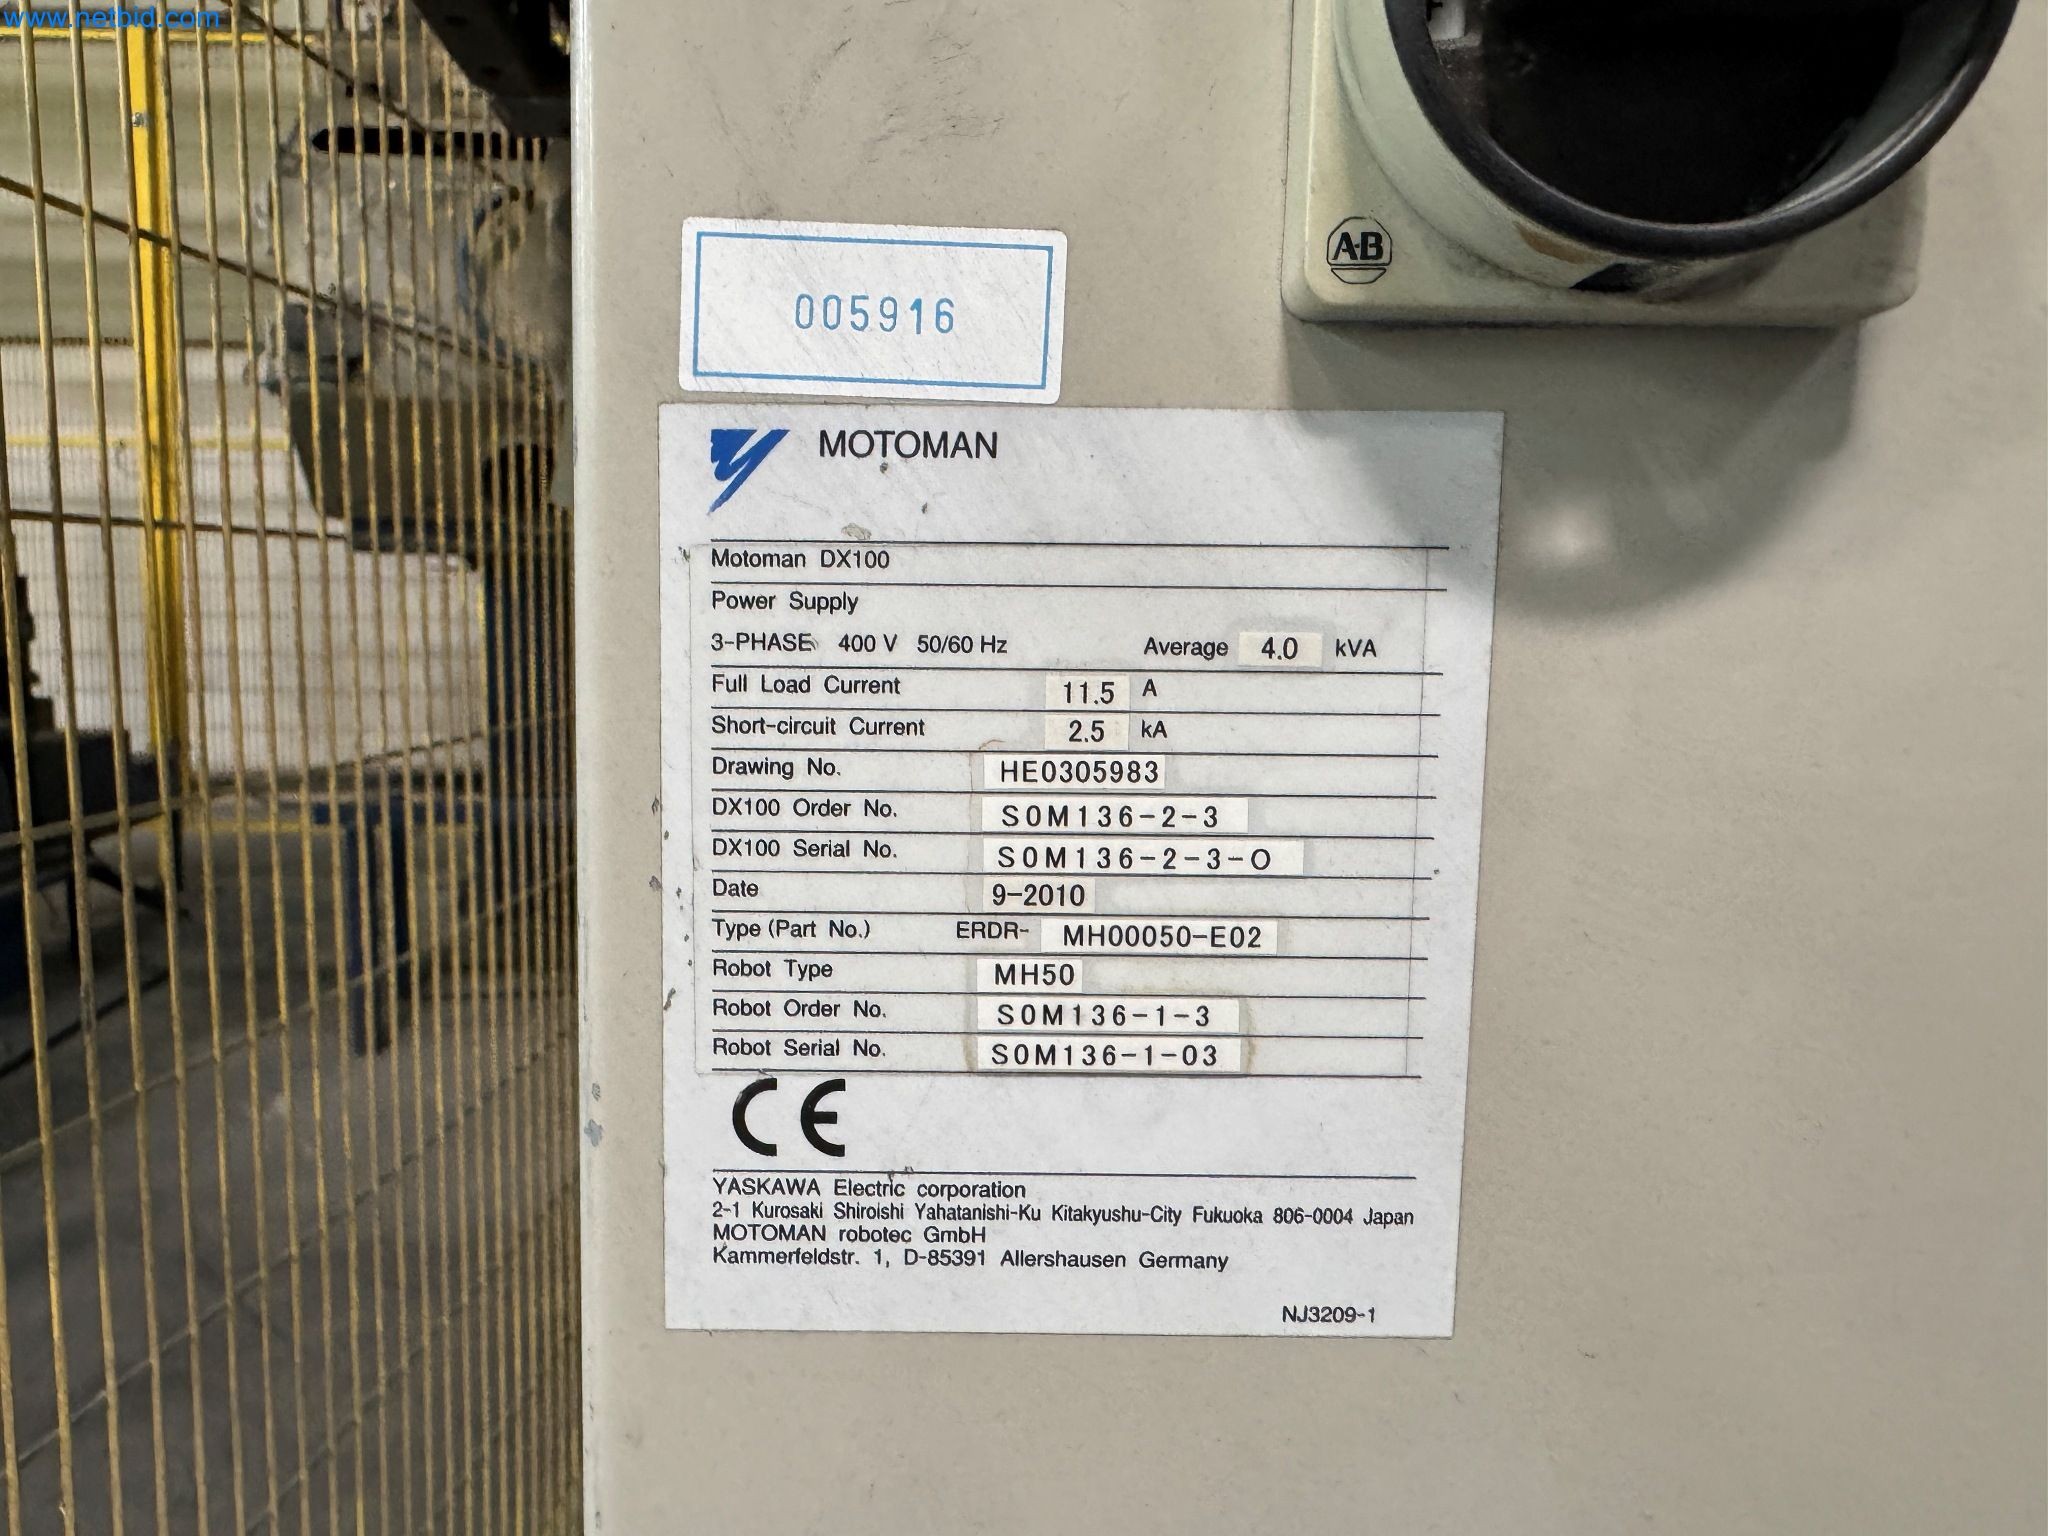 www.netbid.com
A-B
005916
MOTOMAN
Motoman DX100
Power Supply
3-PHASE 400 V 50/60 Hz Average 4.0 kVA
Full Load Current 11.5 A
Short-circuit Current 2.5 kA
Drawing No. HE0305983
DX100 Order No. S0M136-2-3
DX100 Serial No. S0M136-2-3-O
Date 9-2010
Type (Part No.) ERDR- MH00050-E02
Robot Type MH50
Robot Order No. S0M136-1-3
Robot Serial No. S0M136-1-03
CE
YASKAWA Electric corporation
2-1 Kurosaki Shiroishi Yahatanishi-Ku Kitakyushu-City Fukuoka 806-0004 Japan
MOTOMAN robotec GmbH
Kammerfeldstr. 1, D-85391 Allershausen Germany
NJ3209-1